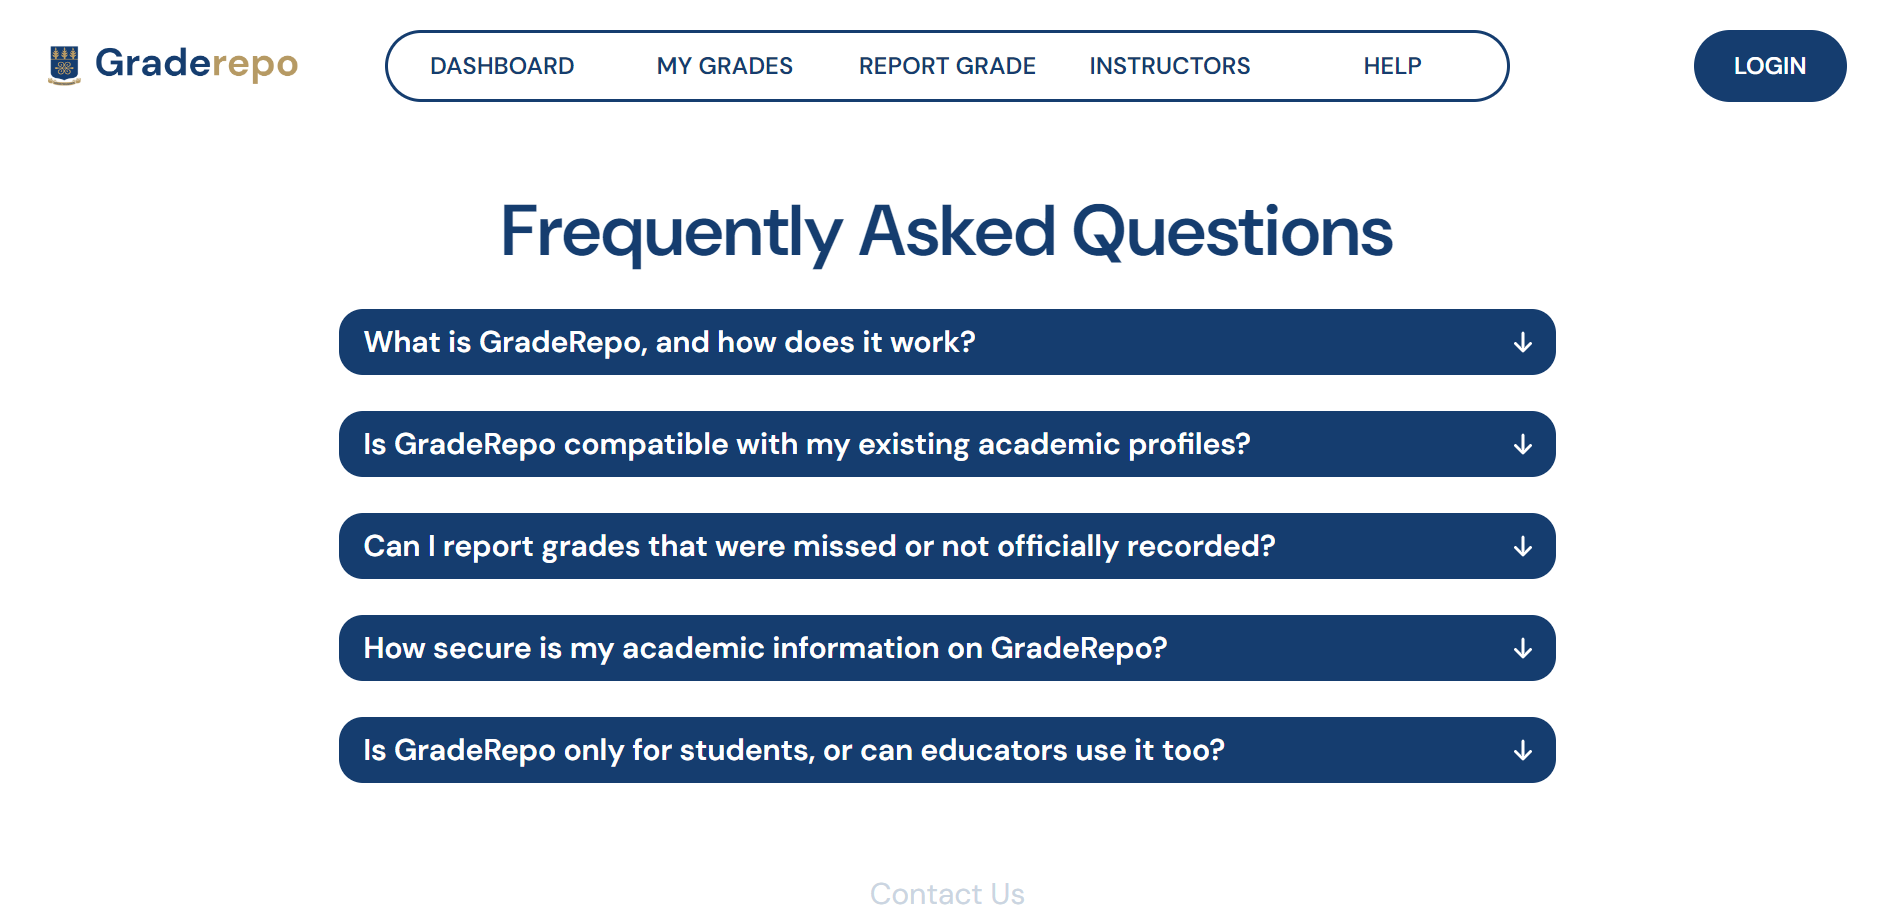 Graderepo
DASHBOARD
MY GRADES
REPORT GRADE
INSTRUCTORS
HELP
LOGIN
Frequently Asked Questions
What is GradeRepo, and how does it work?
Is GradeRepo compatible with my existing academic profiles?
Can I report grades that were missed or not officially recorded?
How secure is my academic information on GradeRepo?
Is GradeRepo only for students, or can educators use it too?
Contact Us